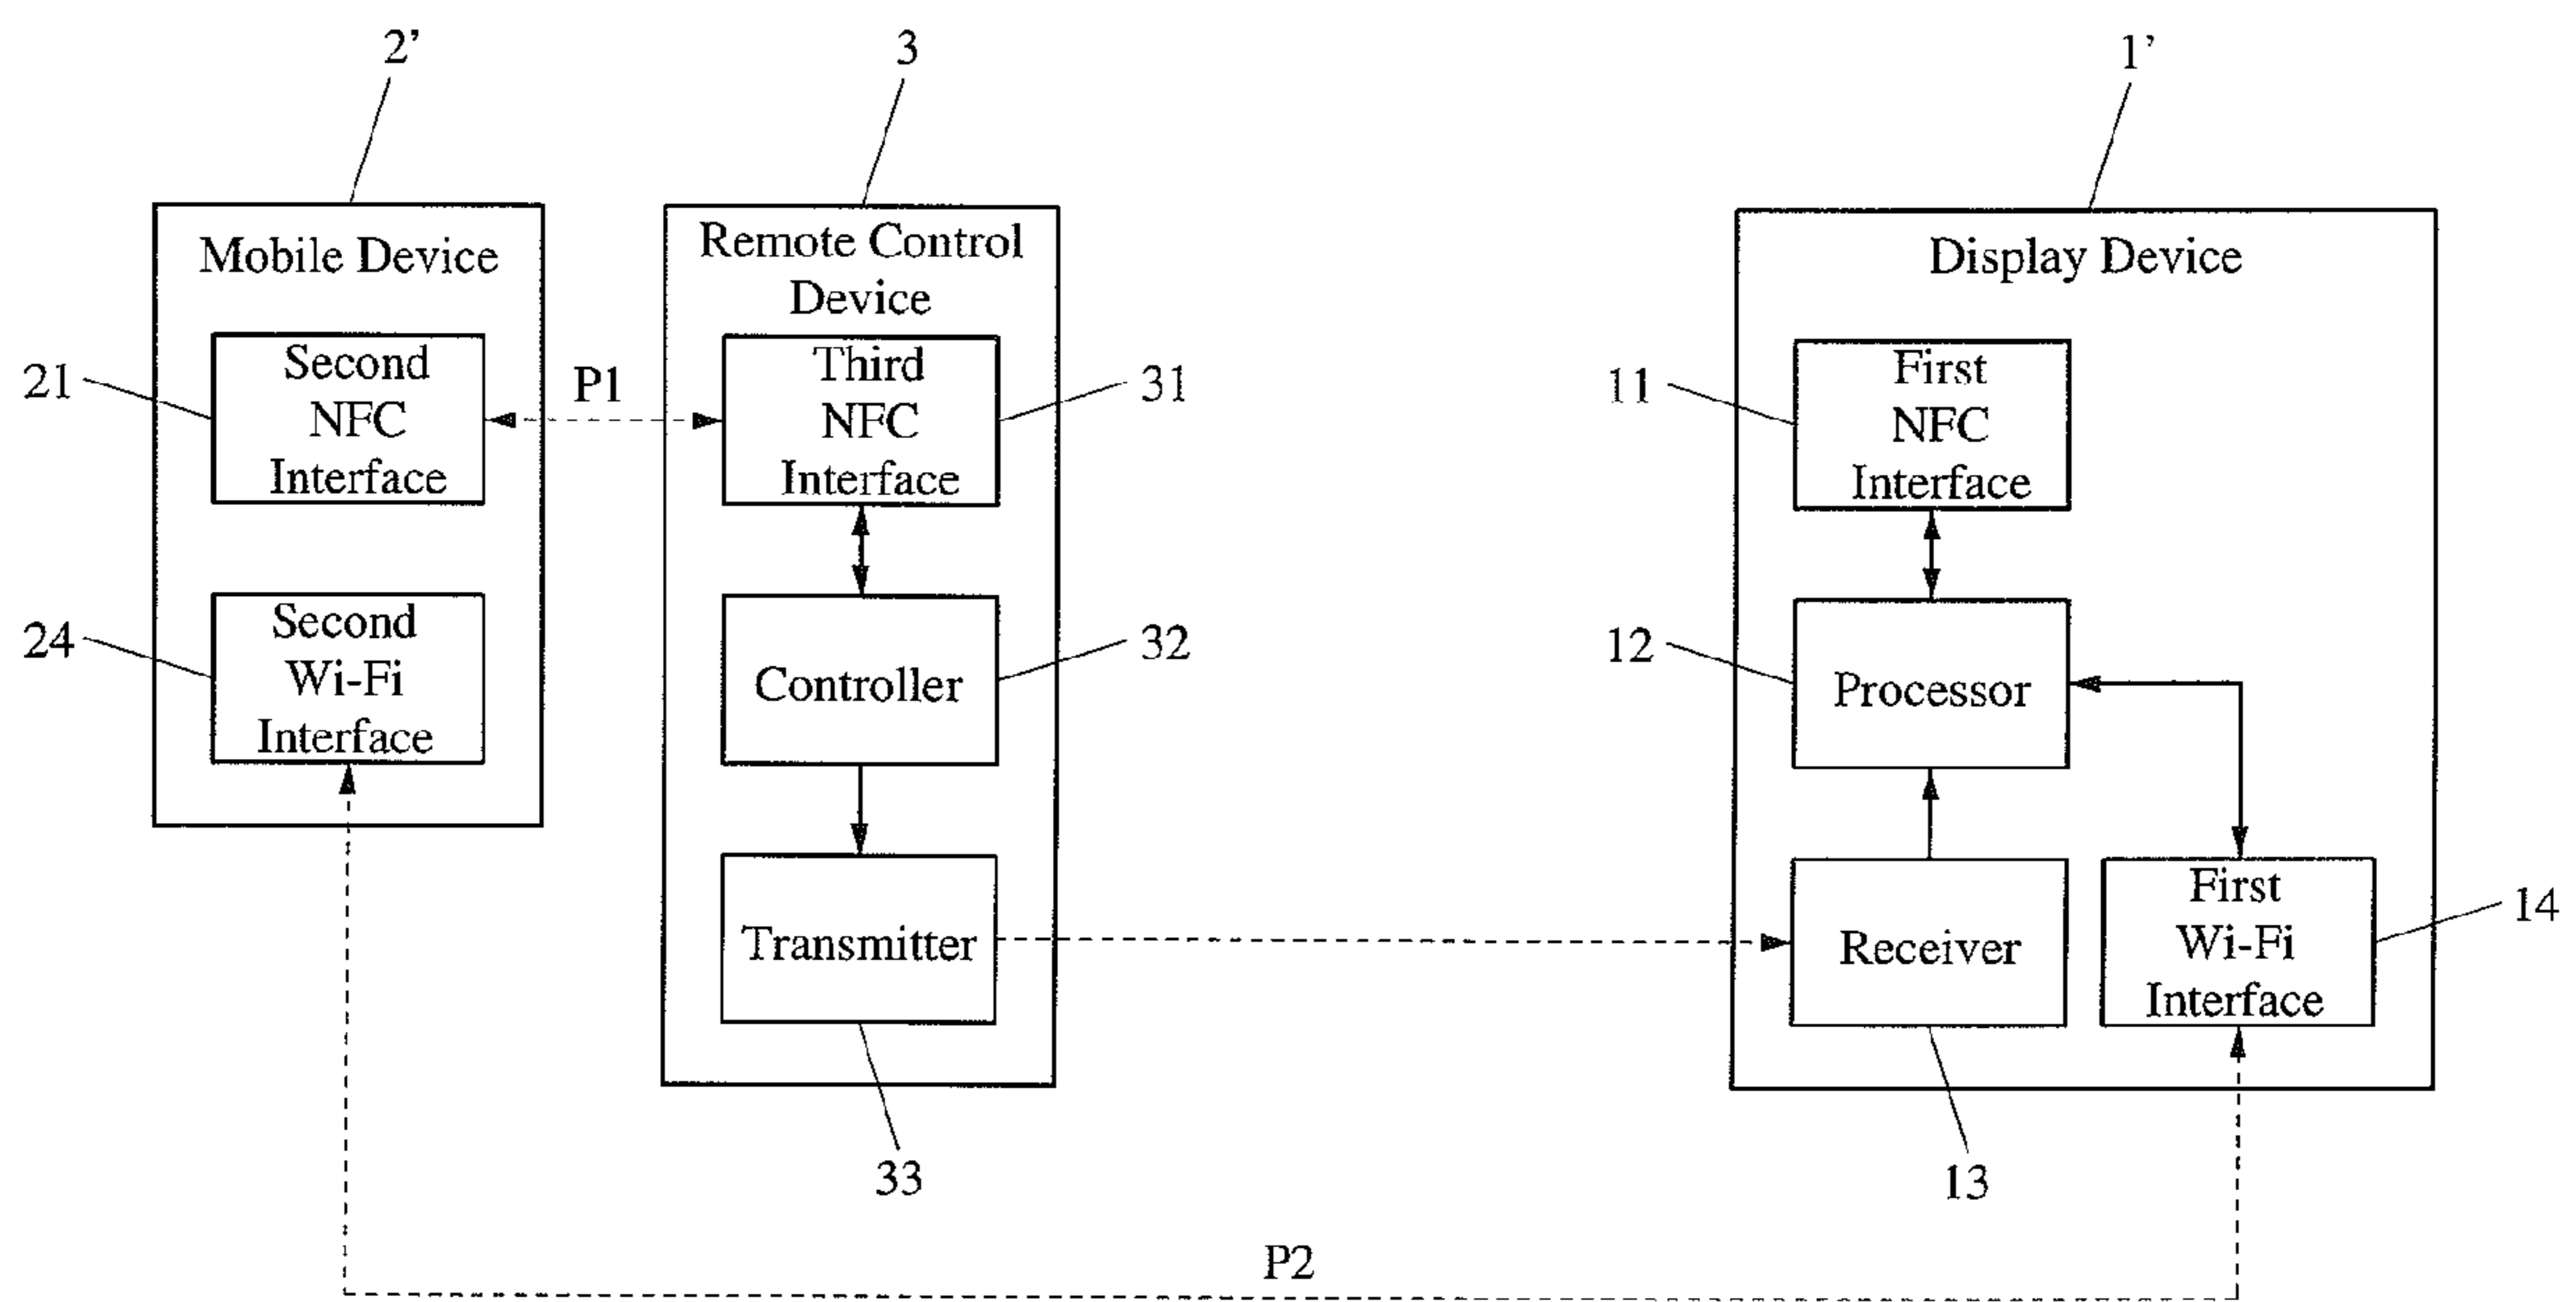 2’
3
1’
Mobile Device
Remote Control
Device
Display Device
21
Second
NFC
Interface
P1
Third
NFC
Interface
31
11
First
NFC
Interface
24
Second
Wi-Fi
Interface
Controller
32
12
Processor
Transmitter
Receiver
First
Wi-Fi
Interface
14
33
13
P2